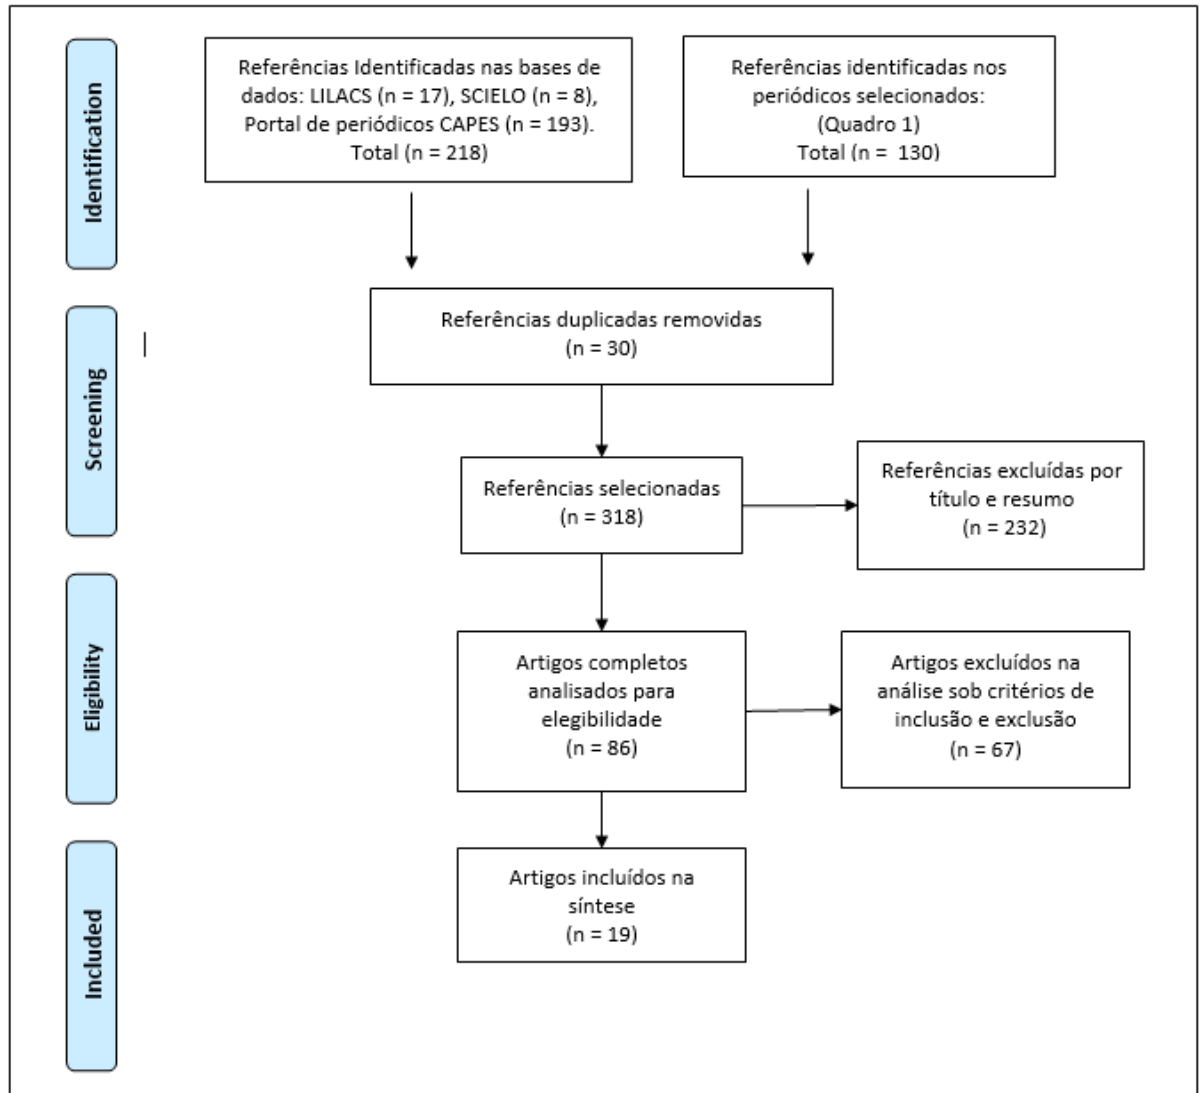 Identification
Referências Identificadas nas bases de
dados: LILACS (n = 17), SCIELO (n = 8),
Portal de periódicos CAPES (n = 193).
Total (n = 218)
Referências identificadas nos
periódicos selecionados:
(Quadro 1)
Total (n =  130)
Screening
Referências duplicadas removidas
(n = 30)
Referências selecionadas
(n = 318)
Referências excluídas por
título e resumo
(n = 232)
Eligibility
Artigos completos
analisados para
elegibilidade
(n = 86)
Artigos excluídos na
análise sob critérios de
inclusão e exclusão
(n = 67)
Included
Artigos incluídos na
síntese
(n = 19)